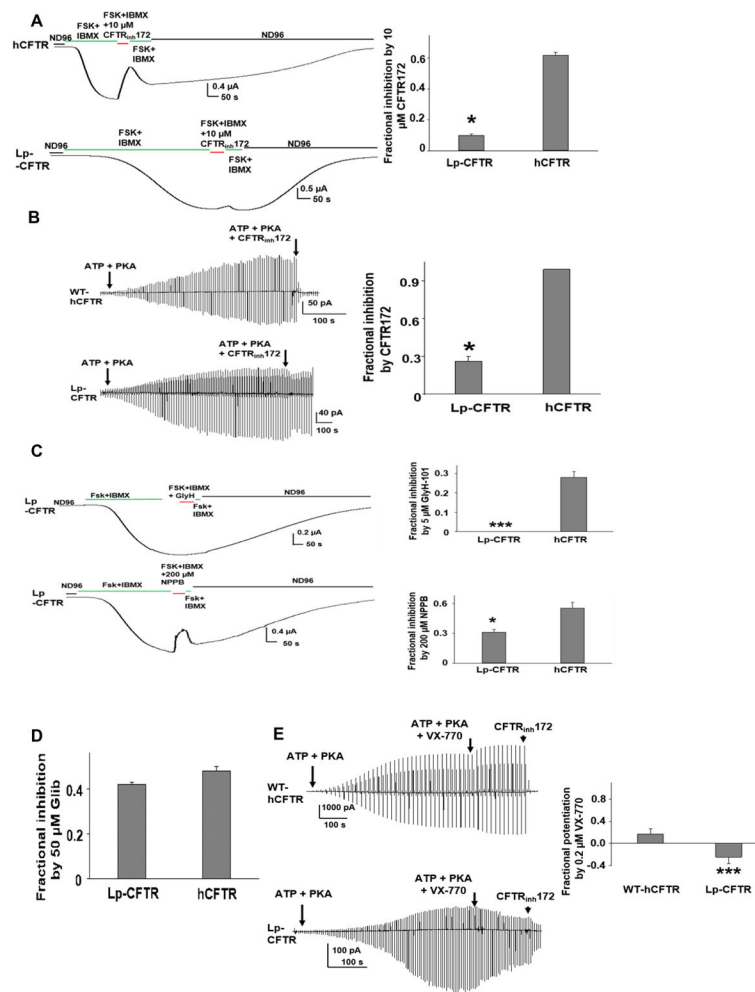 A
ND96
FSK+
IBMX
FSK+IBMX
+10 µM
CFTRinh172
FSK+
IBMX
ND96
hCFTR
0.4 µA
50 s
ND96
FSK+
IBMX
FSK+IBMX
+10 µM
CFTRinh172
FSK+
IBMX
ND96
Lp-
-CFTR
0.5 µA
50 s
Fractional inhibition by 10
µM CFTR172
0.6
0.4
0.2
0
*
Lp-CFTR
hCFTR
B
ATP + PKA
ATP + PKA
+ CFTRinh172
WT-
hCFTR
50 pA
100 s
ATP + PKA
ATP + PKA
+ CFTRinh172
Lp-
CFTR
40 pA
100 s
Fractional inhibition
by CFTR172
0.9
0.6
0.3
0
*
Lp-CFTR
hCFTR
C
ND96
Fsk+IBMX
FSK+IBMX
+ GlyH
Fsk+
IBMX
ND96
Lp
-CFTR
0.2 µA
50 s
ND96
Fsk+IBMX
FSK+IBMX
+200 µM
NPPB
Fsk+
IBMX
ND96
Lp
-CFTR
0.4 µA
50 s
Fractional inhibition
by 5 µM GlyH-101
0.3
0.2
0.1
0
***
Lp-CFTR
hCFTR
Fractional inhibition
by 200 µM NPPB
0.6
0.3
0
*
Lp-CFTR
hCFTR
D
Fractional inhibition
by 50 µM Glib
0.4
0.2
0
Lp-CFTR
hCFTR
E
ATP + PKA
ATP + PKA
+ VX-770
CFTRinh172
WT-
hCFTR
1000 pA
100 s
ATP + PKA
ATP + PKA
+ VX-770
CFTRinh172
Lp-
CFTR
100 pA
100 s
Fractional potentiation
by 0.2 µM VX-770
0.8
0.4
0.0
-0.4
***
WT-hCFTR
Lp-CFTR